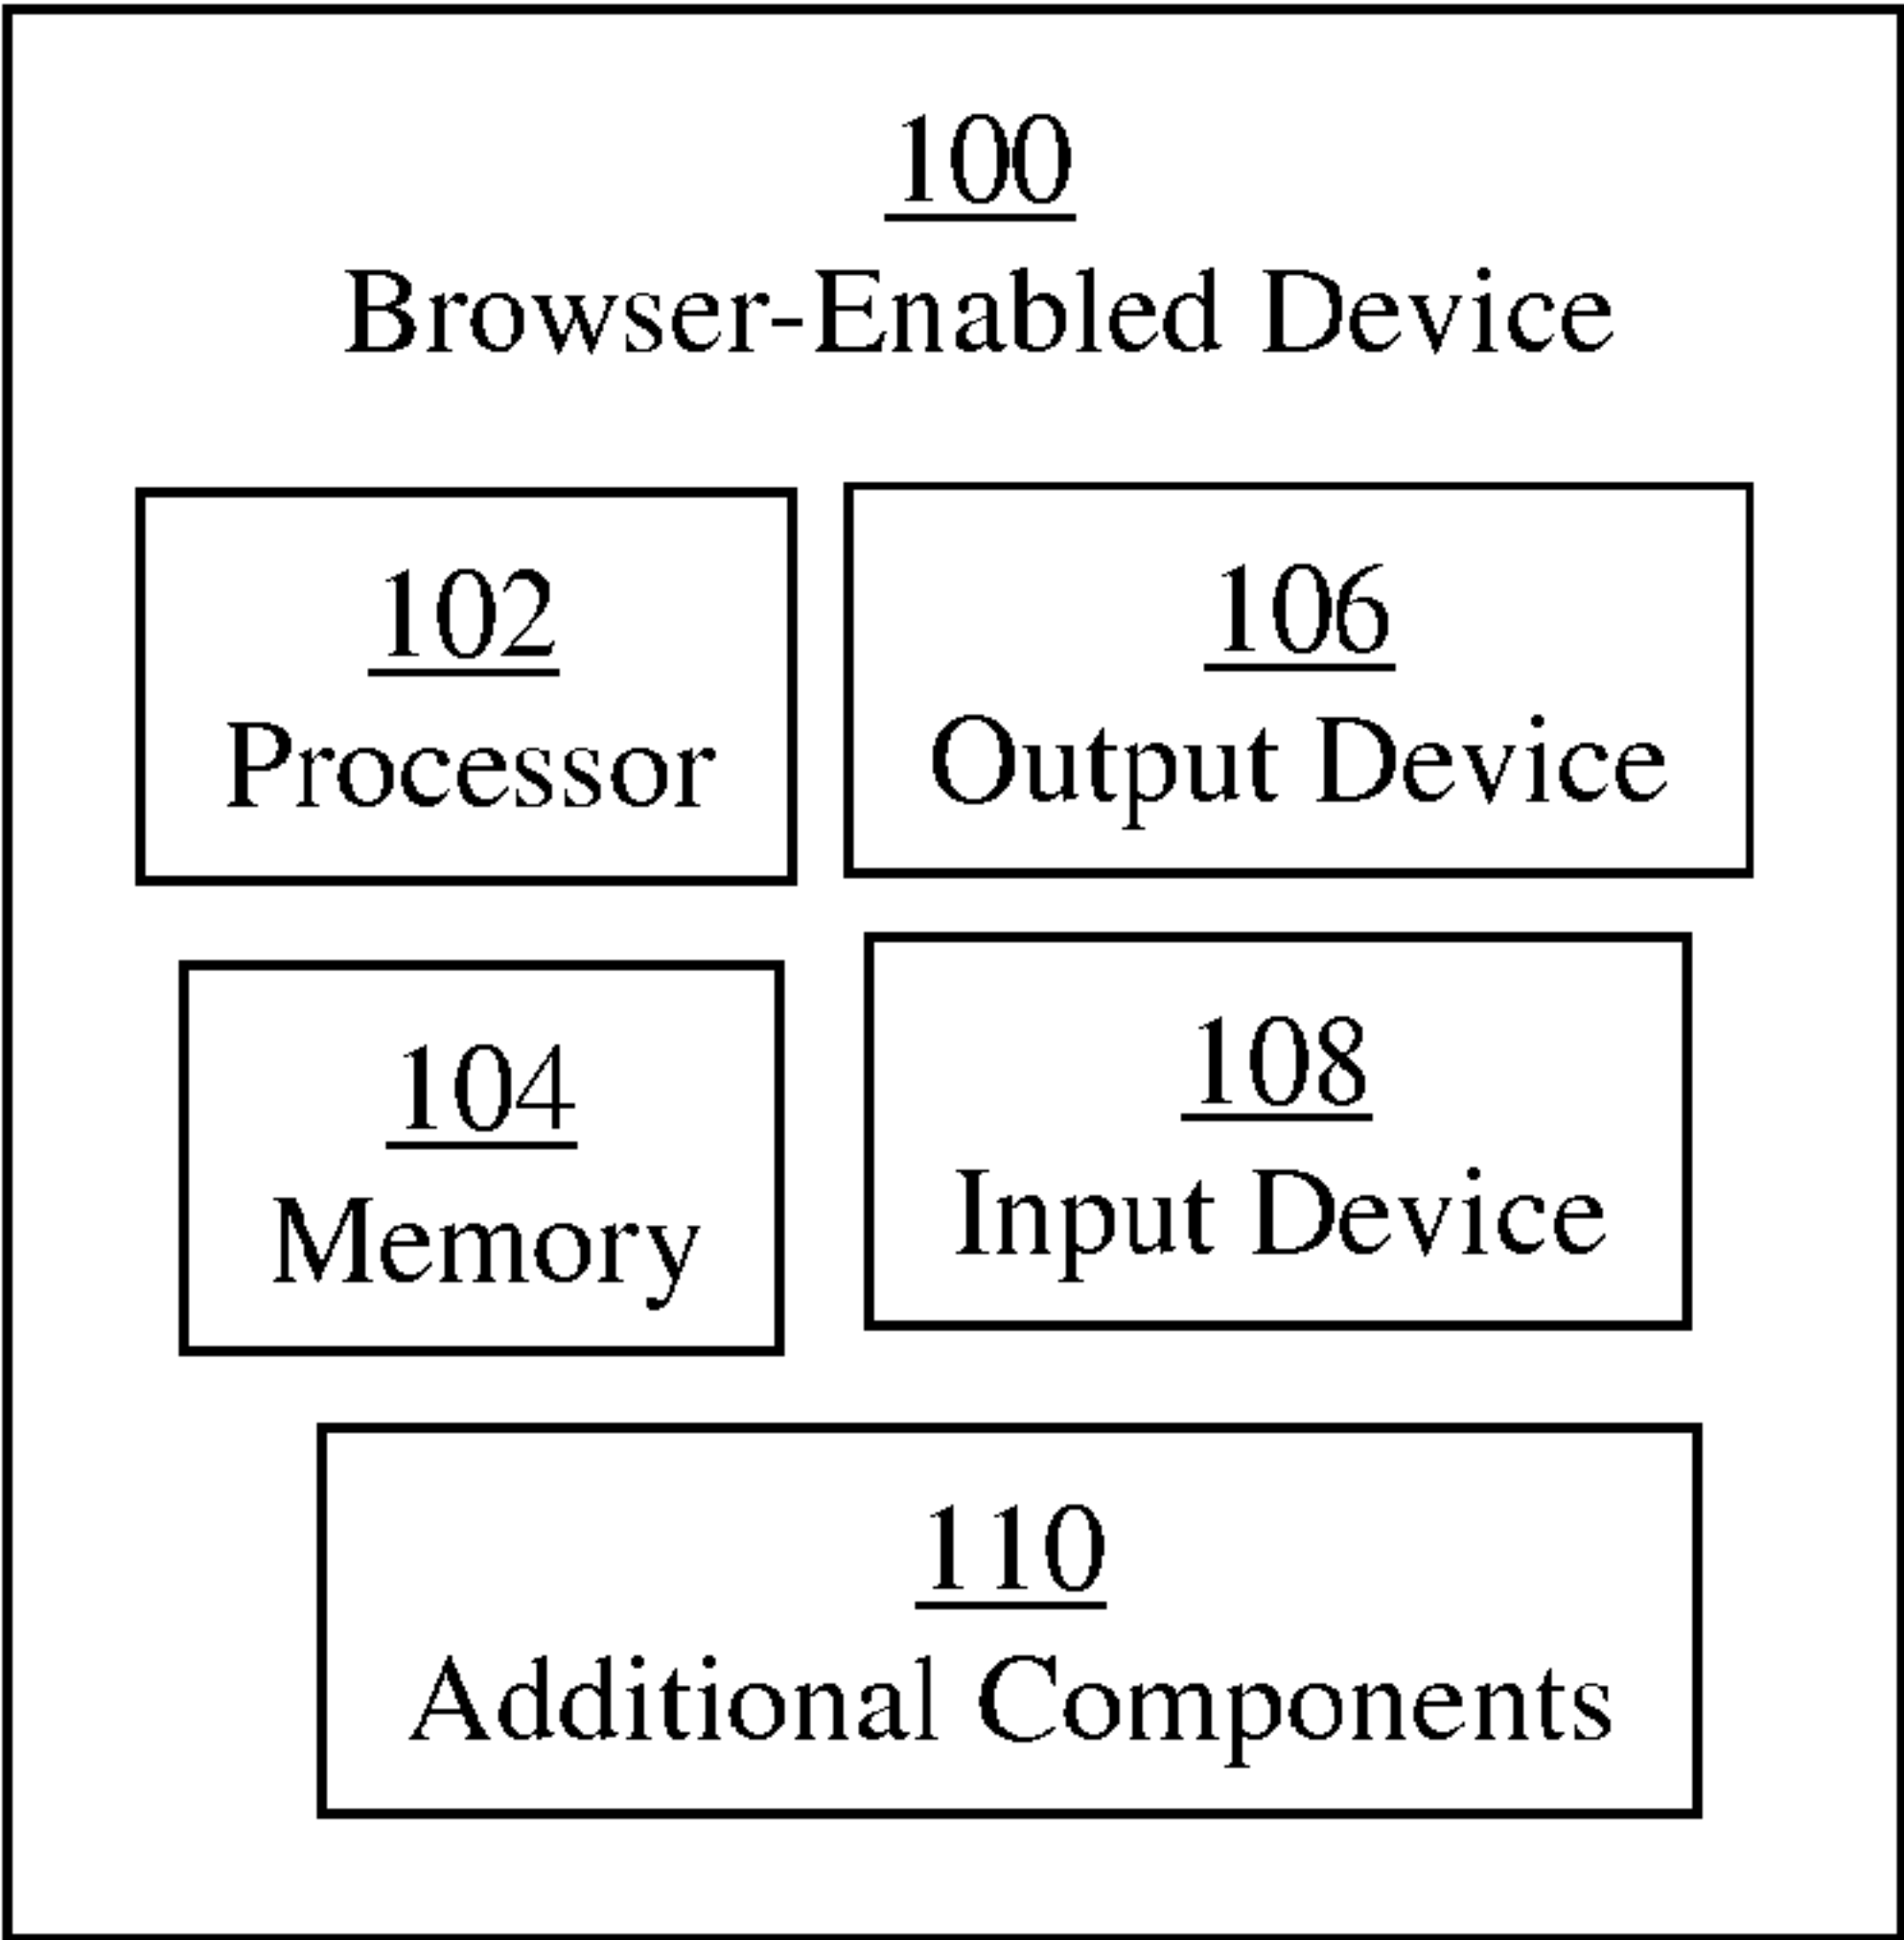 100
Browser-Enabled Device
102
Processor
106
Output Device
104
Memory
108
Input Device
110
Additional Components